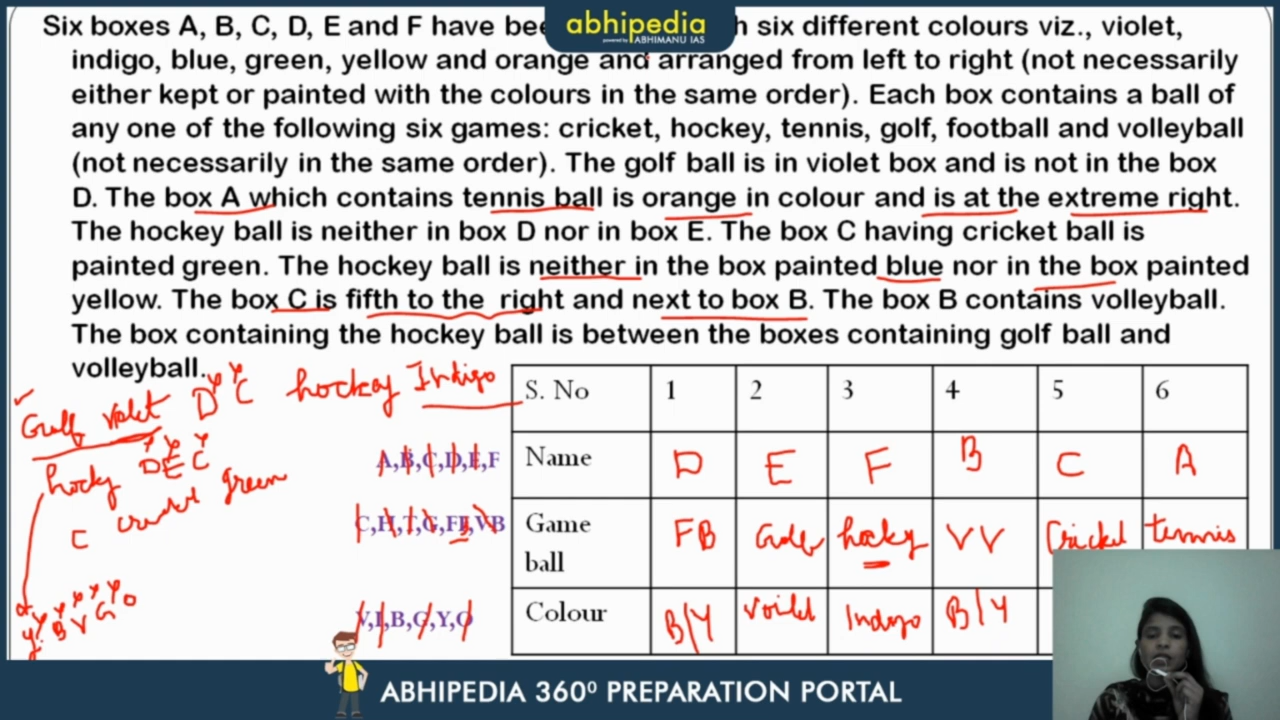 Six boxes A, B, C, D, E and F have bee
abhipedia
powered by ABHIMANU IAS
h six different colours viz., violet,
indigo, blue, green, yellow and orange and arranged from left to right (not necessarily
either kept or painted with the colours in the same order). Each box contains a ball of
any one of the following six games: cricket, hockey, tennis, golf, football and volleyball
(not necessarily in the same order). The golf ball is in violet box and is not in the box
D. The box A which contains tennis ball is orange in colour and is at the extreme right.
The hockey ball is neither in box D nor in box E. The box C having cricket ball is
painted green. The hockey ball is neither in the box painted blue nor in the box painted
yellow. The box C is fifth to the right and next to box B. The box B contains volleyball.
The box containing the hockey ball is between the boxes containing golf ball and
volleyball.
D C hockey Indigo
Golf
D E C
C
S. No 1 2 3 4 5 6
A,B,C,D,E,F Name D E F B C A
Game ball FB Golf hocky VV Cricket tennis
V,I,B,G,Y,O Colour B/Y Voilet Indigo B/Y
ABHIPEDIA 360⁰ PREPARATION PORTAL